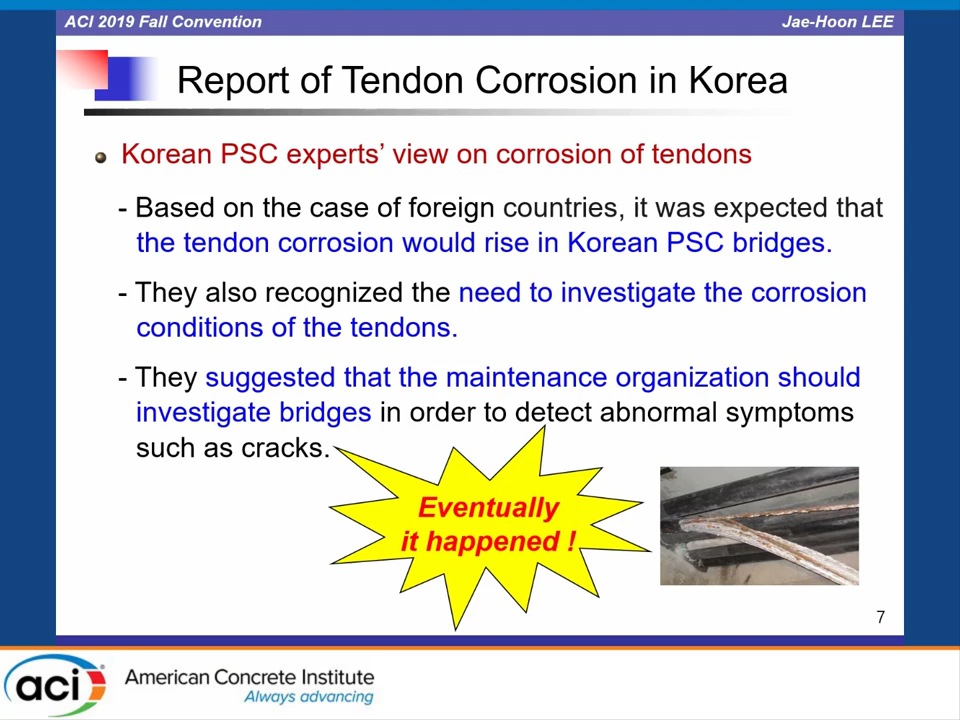 ACI 2019 Fall Convention
Jae-Hoon LEE
Report of Tendon Corrosion in Korea
Korean PSC experts’ view on corrosion of tendons
- Based on the case of foreign countries, it was expected that
the tendon corrosion would rise in Korean PSC bridges.
- They also recognized the need to investigate the corrosion
conditions of the tendons.
- They suggested that the maintenance organization should
investigate bridges in order to detect abnormal symptoms
such as cracks.
Eventually
it happened !
7
aci
American Concrete Institute
Always advancing